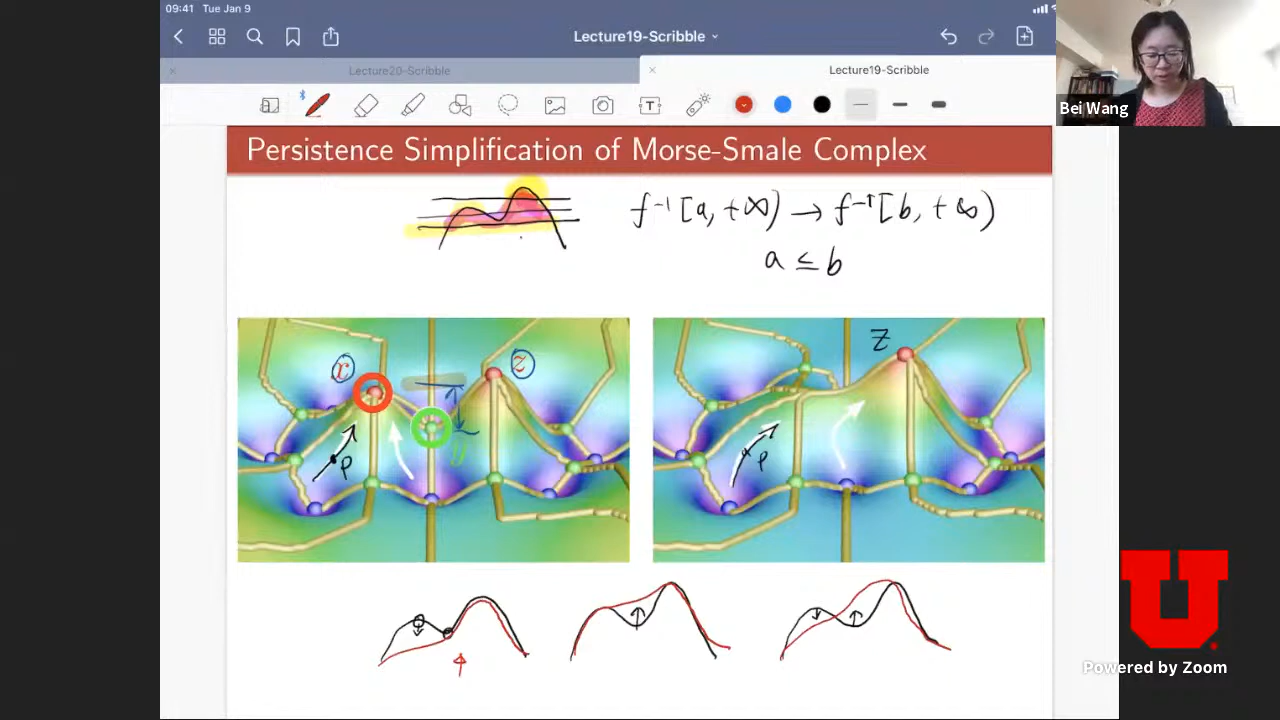 09:41 Tue Jan 9
Lecture19-Scribble
Lecture20-Scribble
Lecture19-Scribble
T
Bei Wang
Persistence Simplification of Morse-Smale Complex
f⁻¹[a, +∞) → f⁻¹[b, +∞)
a ≤ b
x
z
y
p
z
p
U
Powered by Zoom